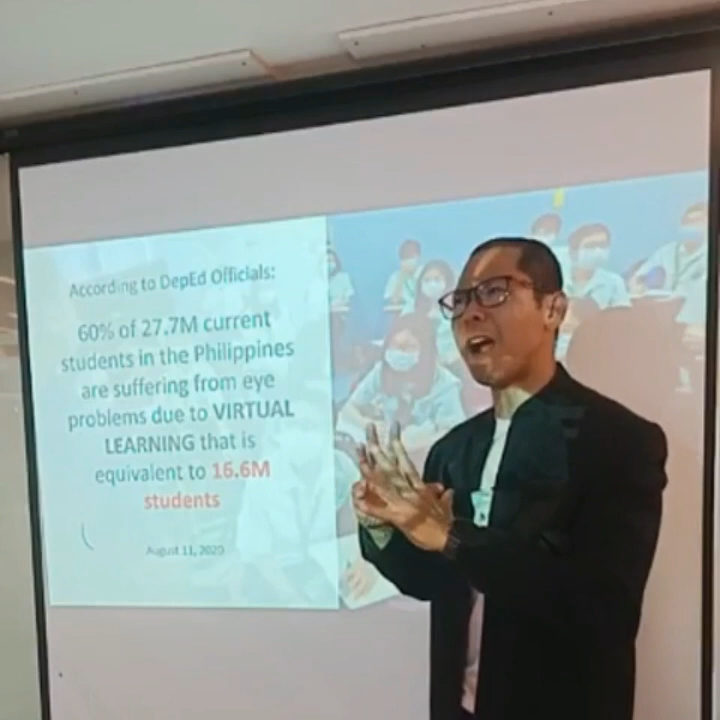 According to DepEd Officials:
60% of 27.7M current
students in the Philippines
are suffering from eye
problems due to VIRTUAL
LEARNING that is
equivalent to 16.6M
students
August 11, 2020